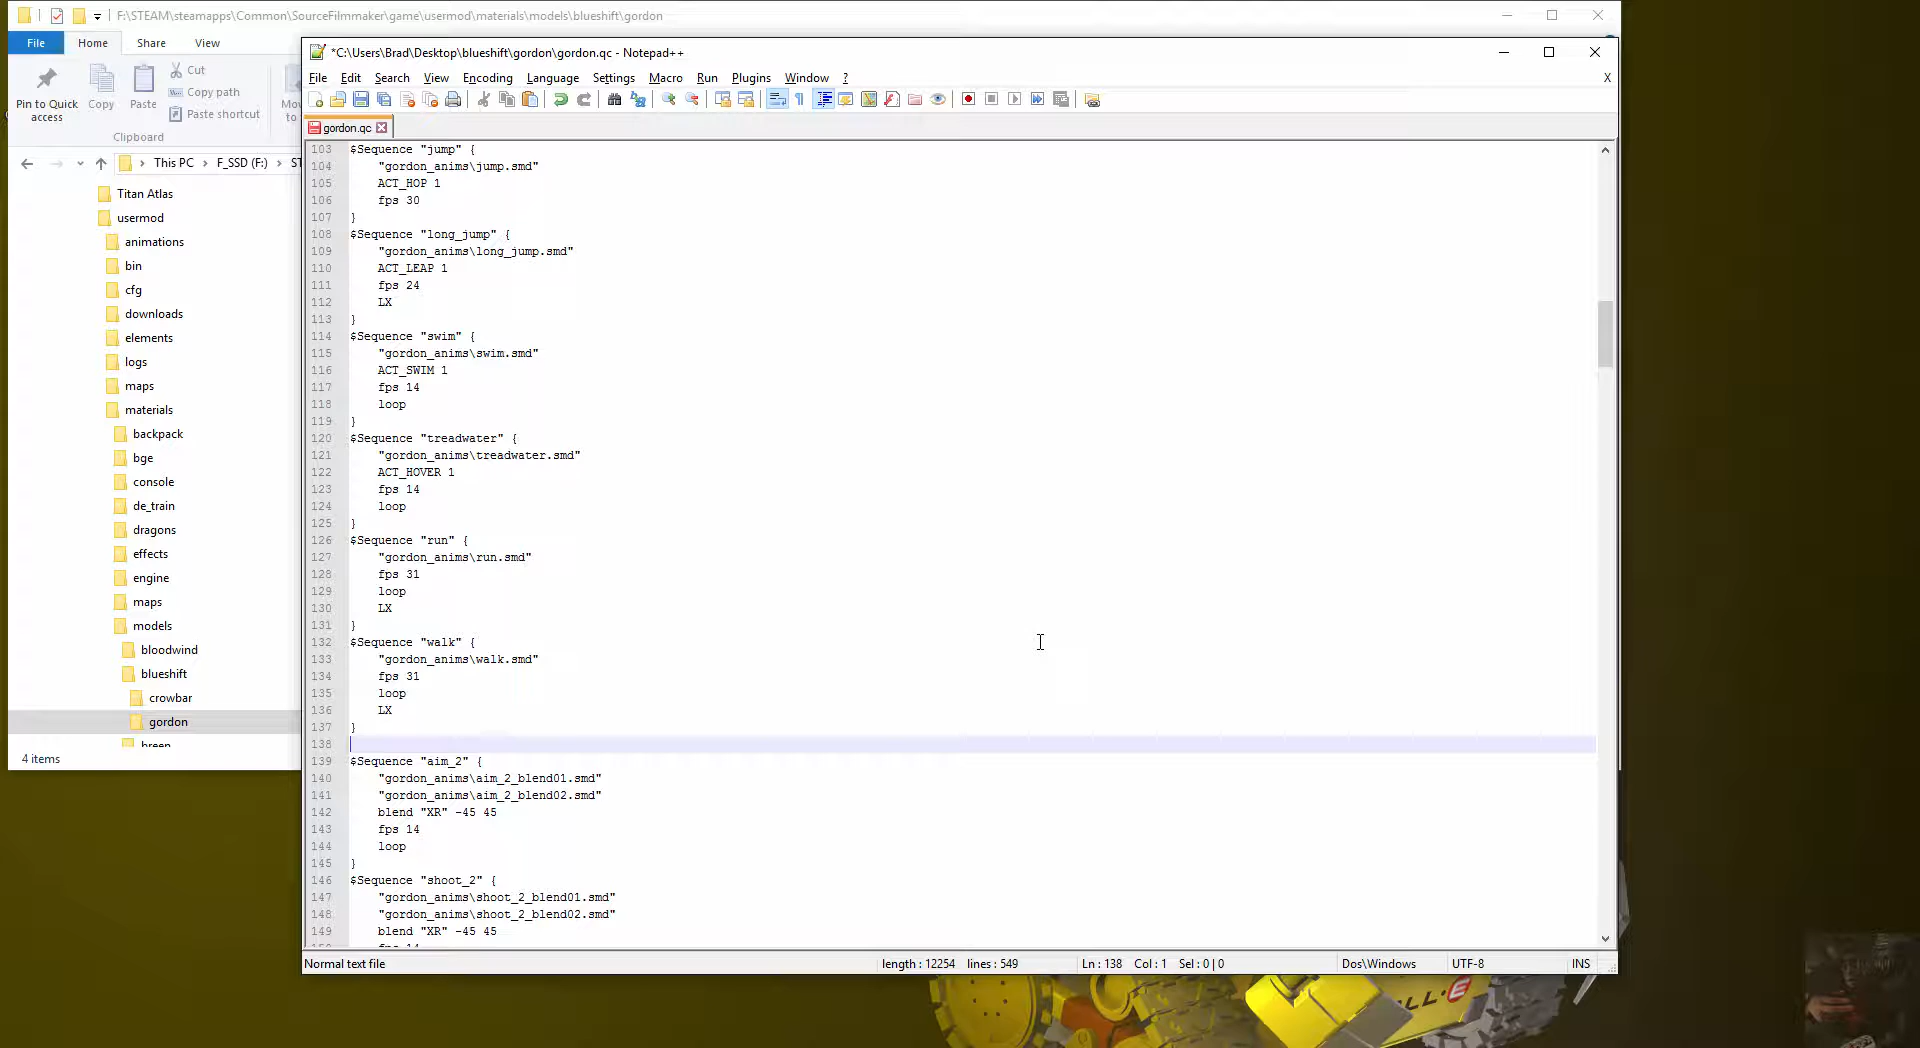 F:\STEAM\steamapps\Common\SourceFilmmaker\game\usermod\materials\models\blueshift\gordon
File Home Share View
Pin to Quick access
Copy
Paste
Cut
Copy path
Paste shortcut
Clipboard
This PC > F_SSD (F:) > ST
Titan Atlas
usermod
animations
bin
cfg
downloads
elements
logs
maps
materials
backpack
bge
console
de_train
dragons
effects
engine
maps
models
bloodwind
blueshift
crowbar
gordon
breen
4 items
*C:\Users\Brad\Desktop\blueshift\gordon\gordon.qc - Notepad++
File Edit Search View Encoding Language Settings Macro Run Plugins Window ? X
gordon.qc
103 $Sequence "jump" {
104 "gordon_anims\jump.smd"
105 ACT_HOP 1
106 fps 30
107 }
108 $Sequence "long_jump" {
109 "gordon_anims\long_jump.smd"
110 ACT_LEAP 1
111 fps 24
112 LX
113 }
114 $Sequence "swim" {
115 "gordon_anims\swim.smd"
116 ACT_SWIM 1
117 fps 14
118 loop
119 }
120 $Sequence "treadwater" {
121 "gordon_anims\treadwater.smd"
122 ACT_HOVER 1
123 fps 14
124 loop
125 }
126 $Sequence "run" {
127 "gordon_anims\run.smd"
128 fps 31
129 loop
130 LX
131 }
132 $Sequence "walk" {
133 "gordon_anims\walk.smd"
134 fps 31
135 loop
136 LX
137 }
138
139 $Sequence "aim_2" {
140 "gordon_anims\aim_2_blend01.smd"
141 "gordon_anims\aim_2_blend02.smd"
142 blend "XR" -45 45
143 fps 14
144 loop
145 }
146 $Sequence "shoot_2" {
147 "gordon_anims\shoot_2_blend01.smd"
148 "gordon_anims\shoot_2_blend02.smd"
149 blend "XR" -45 45
150 fps 14
Normal text file length : 12254 lines : 549 Ln : 138 Col : 1 Sel : 0 | 0 Dos\Windows UTF-8 INS